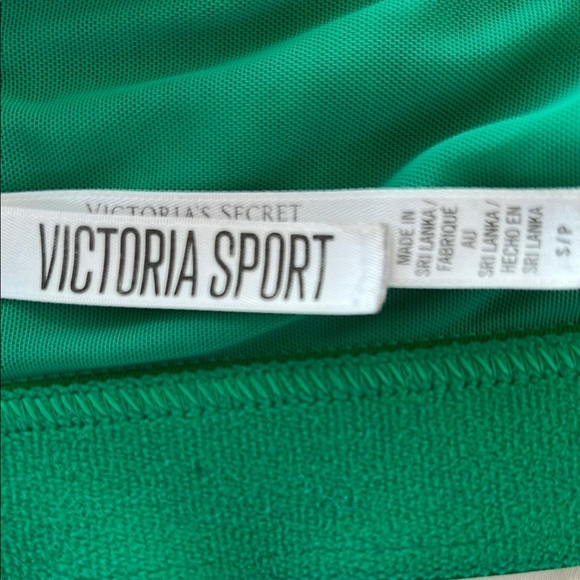 VICTORIA'S SECRET
VICTORIA SPORT
MADE IN
SRI LANKA /
FABRIQUÉ
AU
SRI LANKA /
HECHO EN
SRI LANKA
S/P